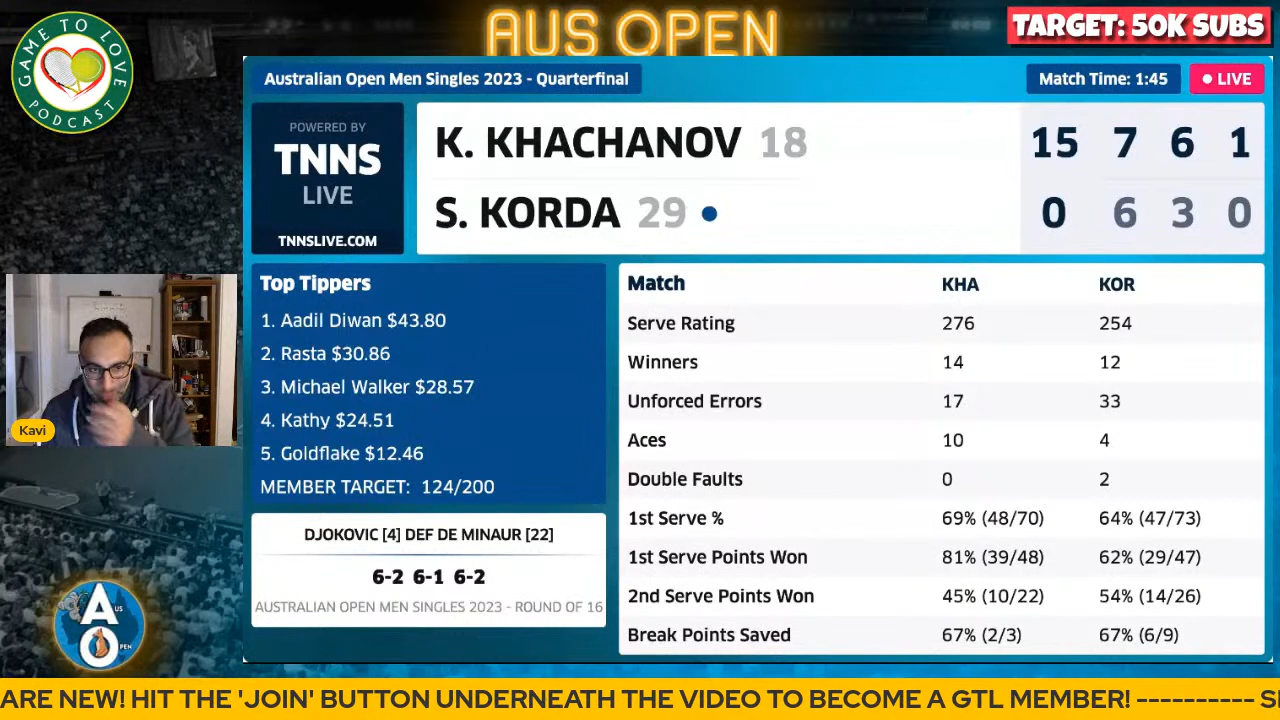 GAME TO LOVE
PODCAST
AUS OPEN
TARGET: 50K SUBS
Australian Open Men Singles 2023 - Quarterfinal
Match Time: 1:45
LIVE
POWERED BY
TNNS
LIVE
TNNSLIVE.COM
K. KHACHANOV 18 15 7 6 1
S. KORDA 29 0 6 3 0
Top Tippers
1. Aadil Diwan $43.80
2. Rasta $30.86
3. Michael Walker $28.57
4. Kathy $24.51
5. Goldflake $12.46
MEMBER TARGET: 124/200
DJOKOVIC [4] DEF DE MINAUR [22]
6-2 6-1 6-2
AUSTRALIAN OPEN MEN SINGLES 2023 - ROUND OF 16
Match KHA KOR
Serve Rating 276 254
Winners 14 12
Unforced Errors 17 33
Aces 10 4
Double Faults 0 2
1st Serve % 69% (48/70) 64% (47/73)
1st Serve Points Won 81% (39/48) 62% (29/47)
2nd Serve Points Won 45% (10/22) 54% (14/26)
Break Points Saved 67% (2/3) 67% (6/9)
Kavi
AUS
OPEN
ARE NEW! HIT THE 'JOIN' BUTTON UNDERNEATH THE VIDEO TO BECOME A GTL MEMBER! ---------- S